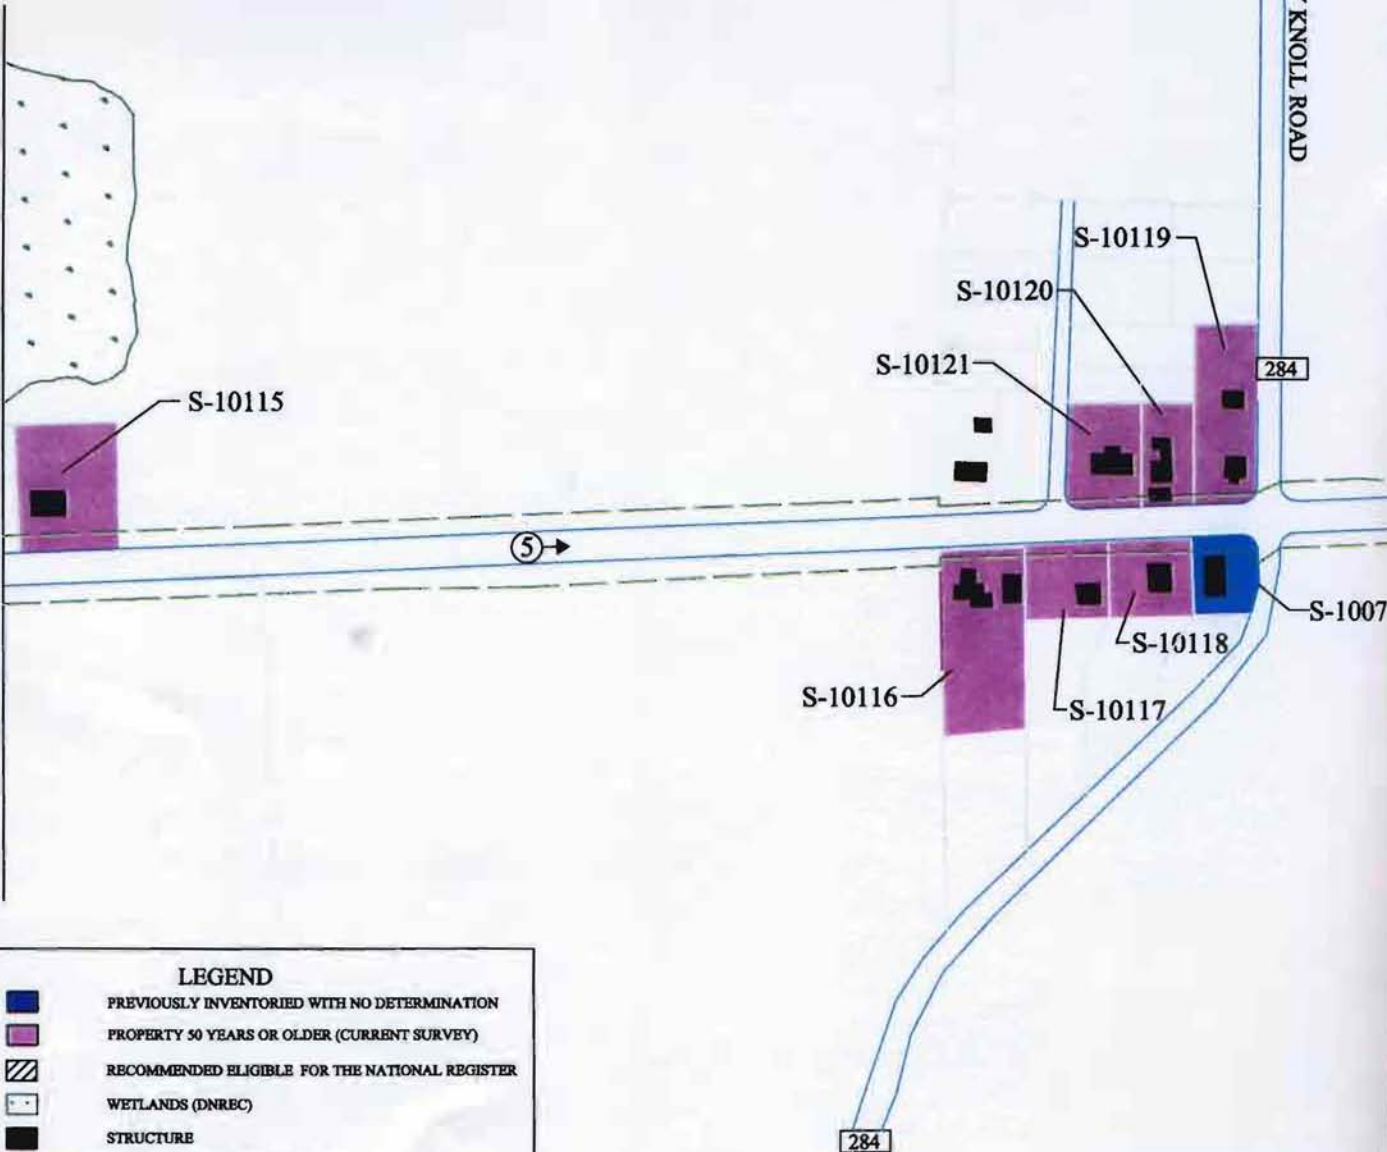 KNOLL ROAD
S-10119
S-10120
S-10121
284
S-10115
5
S-1007
S-10118
S-10116
S-10117
LEGEND
PREVIOUSLY INVENTORIED WITH NO DETERMINATION
PROPERTY 50 YEARS OR OLDER (CURRENT SURVEY)
RECOMMENDED ELIGIBLE FOR THE NATIONAL REGISTER
WETLANDS (DNREC)
STRUCTURE
284